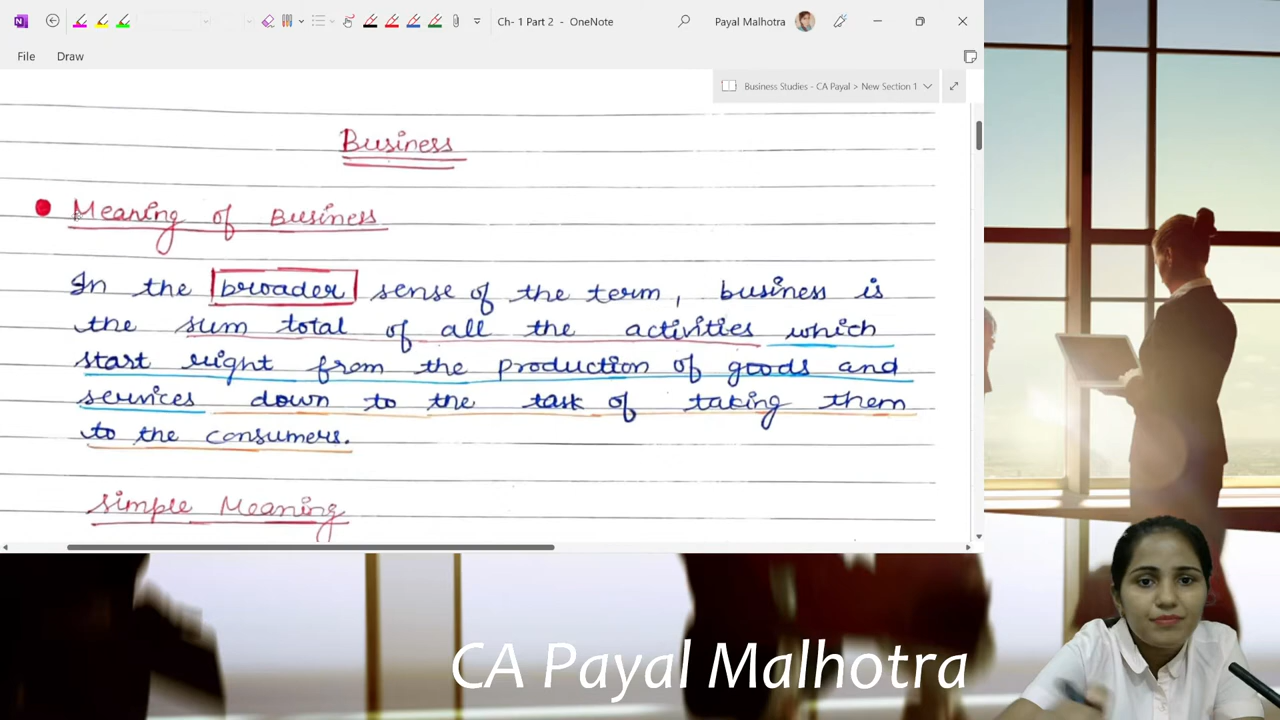 Ch- 1 Part 2 - OneNote
Payal Malhotra
File
Draw
Business Studies - CA Payal > New Section 1
Business
Meaning of Business
In the broader sense of the term, business is
the sum total of all the activities which
start right from the production of goods and
services down to the task of taking them
to the consumers.
Simple Meaning
CA Payal Malhotra